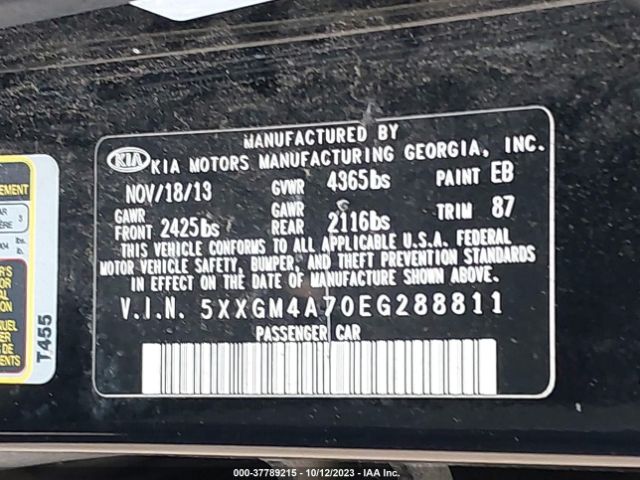 MANUFACTURED BY
KIA KIA MOTORS MANUFACTURING GEORGIA, INC.
NOV/18/13 GVWR 4365lbs PAINT EB
GAWR FRONT 2425lbs GAWR REAR 2116lbs TRIM 87
THIS VEHICLE CONFORMS TO ALL APPLICABLE U.S.A. FEDERAL
MOTOR VEHICLE SAFETY, BUMPER, AND THEFT PREVENTION STANDARDS
IN EFFECT ON THE DATE OF MANUFACTURE SHOWN ABOVE.
V.I.N. 5XXGM4A70EG288811
PASSENGER CAR
T455
000-37789215 - 10/12/2023 - IAA Inc.